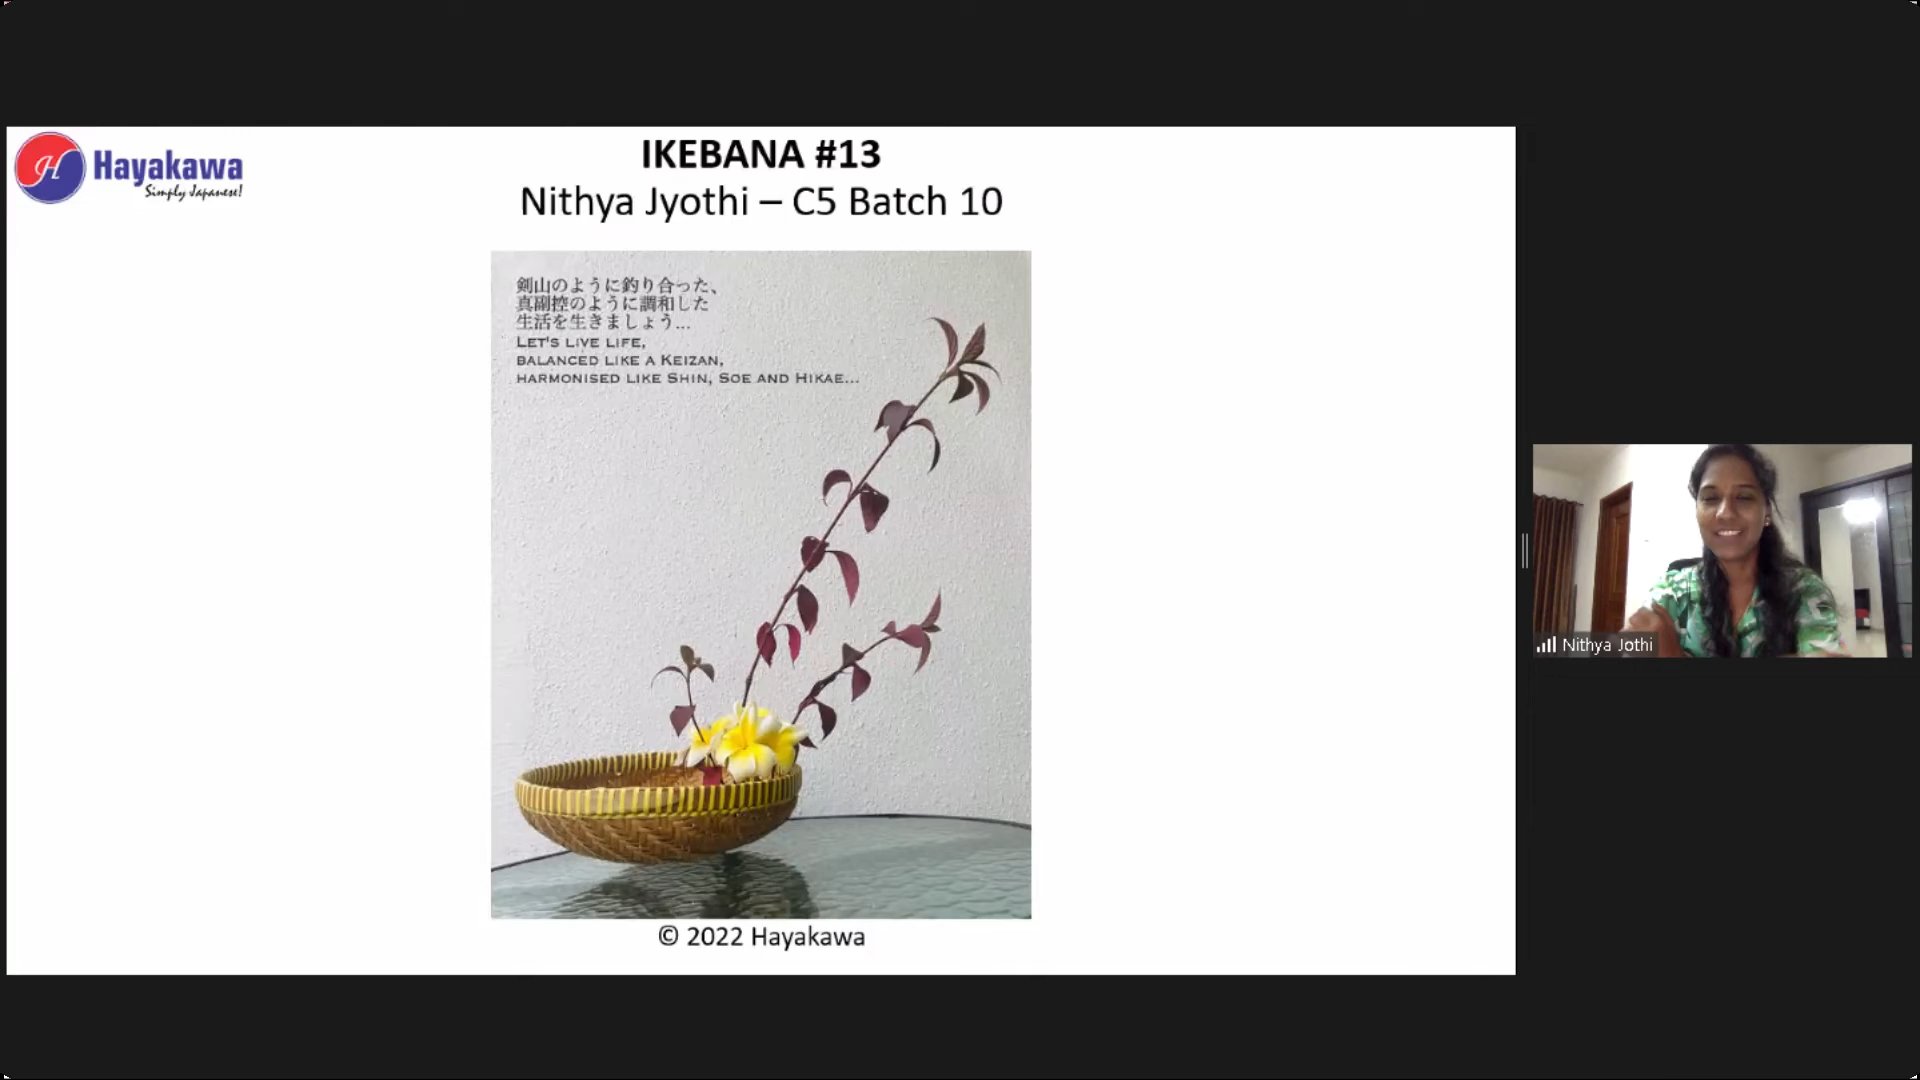 Hayakawa
Simply Japanese!
IKEBANA #13
Nithya Jyothi – C5 Batch 10
剣山のように釣り合った、
真副控のように調和した
生活を生きましょう...
LET'S LIVE LIFE,
BALANCED LIKE A KEIZAN,
HARMONISED LIKE SHIN, SOE AND HIKAE...
© 2022 Hayakawa
Nithya Jothi